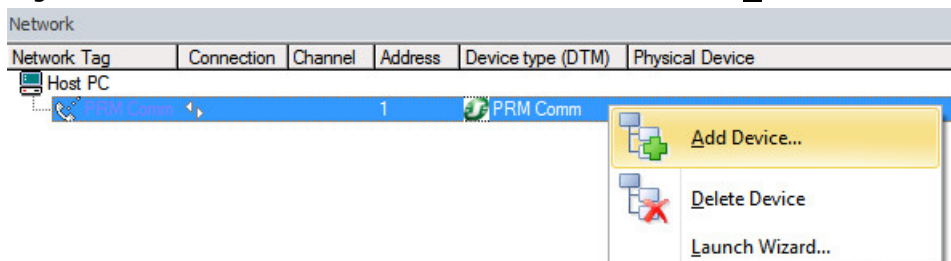 Network
Network Tag Connection Channel Address Device type (DTM) Physical Device
Host PC
PRM Comm 1 PRM Comm
Add Device...
Delete Device
Launch Wizard...